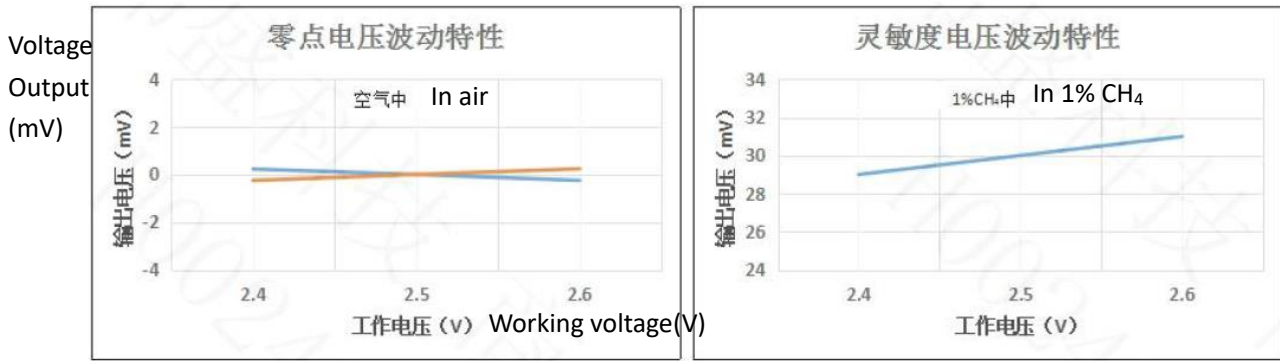 Voltage
Output
(mV)
零点电压波动特性
空气中 In air
输出电压（mV）
4
2
0
-2
-4
2.4 2.5 2.6
工作电压（V） Working voltage(V)
灵敏度电压波动特性
1%CH₄中 In 1% CH₄
输出电压（mV）
34
32
30
28
26
24
2.4 2.5 2.6
工作电压（V）